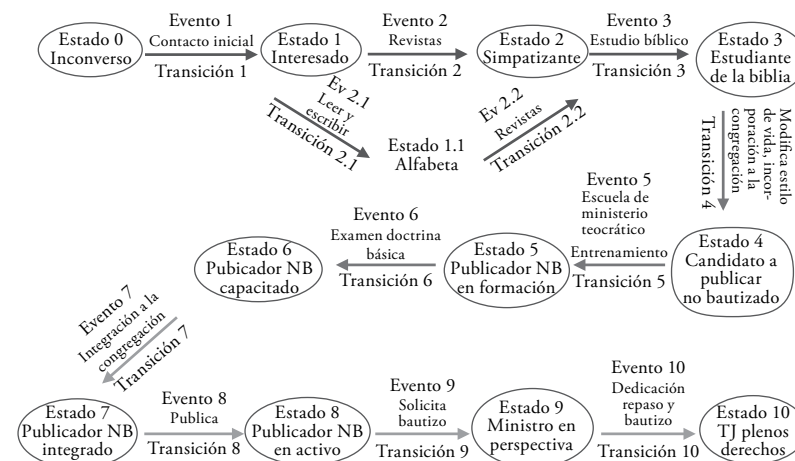 Evento 1
Contacto inicial
Transición 1
Evento 2
Revistas
Transición 2
Evento 3
Estudio bíblico
Transición 3
Estado 0
Inconverso
Estado 1
Interesado
Estado 2
Simpatizante
Estado 3
Estudiante
de la biblia
Ev 2.1
Leer y
escribir
Transición 2.1
Estado 1.1
Alfabeta
Ev 2.2
Revistas
Transición 2.2
Modifica estilo
de vida, incor-
poración a la
congregación
Transición 4
Estado 4
Candidato a
publicar
no bautizado
Evento 5
Escuela de
ministerio
teocrático
Entrenamiento
Transición 5
Estado 5
Publicador NB
en formación
Evento 6
Examen doctrina
básica
Transición 6
Estado 6
Pubicador NB
capacitado
Evento 7
Integración a la
congregación
Transición 7
Estado 7
Publicador NB
integrado
Evento 8
Publica
Transición 8
Estado 8
Publicador NB
en activo
Evento 9
Solicita
bautizo
Transición 9
Estado 9
Ministro en
perspectiva
Evento 10
Dedicación
repaso y
bautizo
Transición 10
Estado 10
TJ plenos
derechos